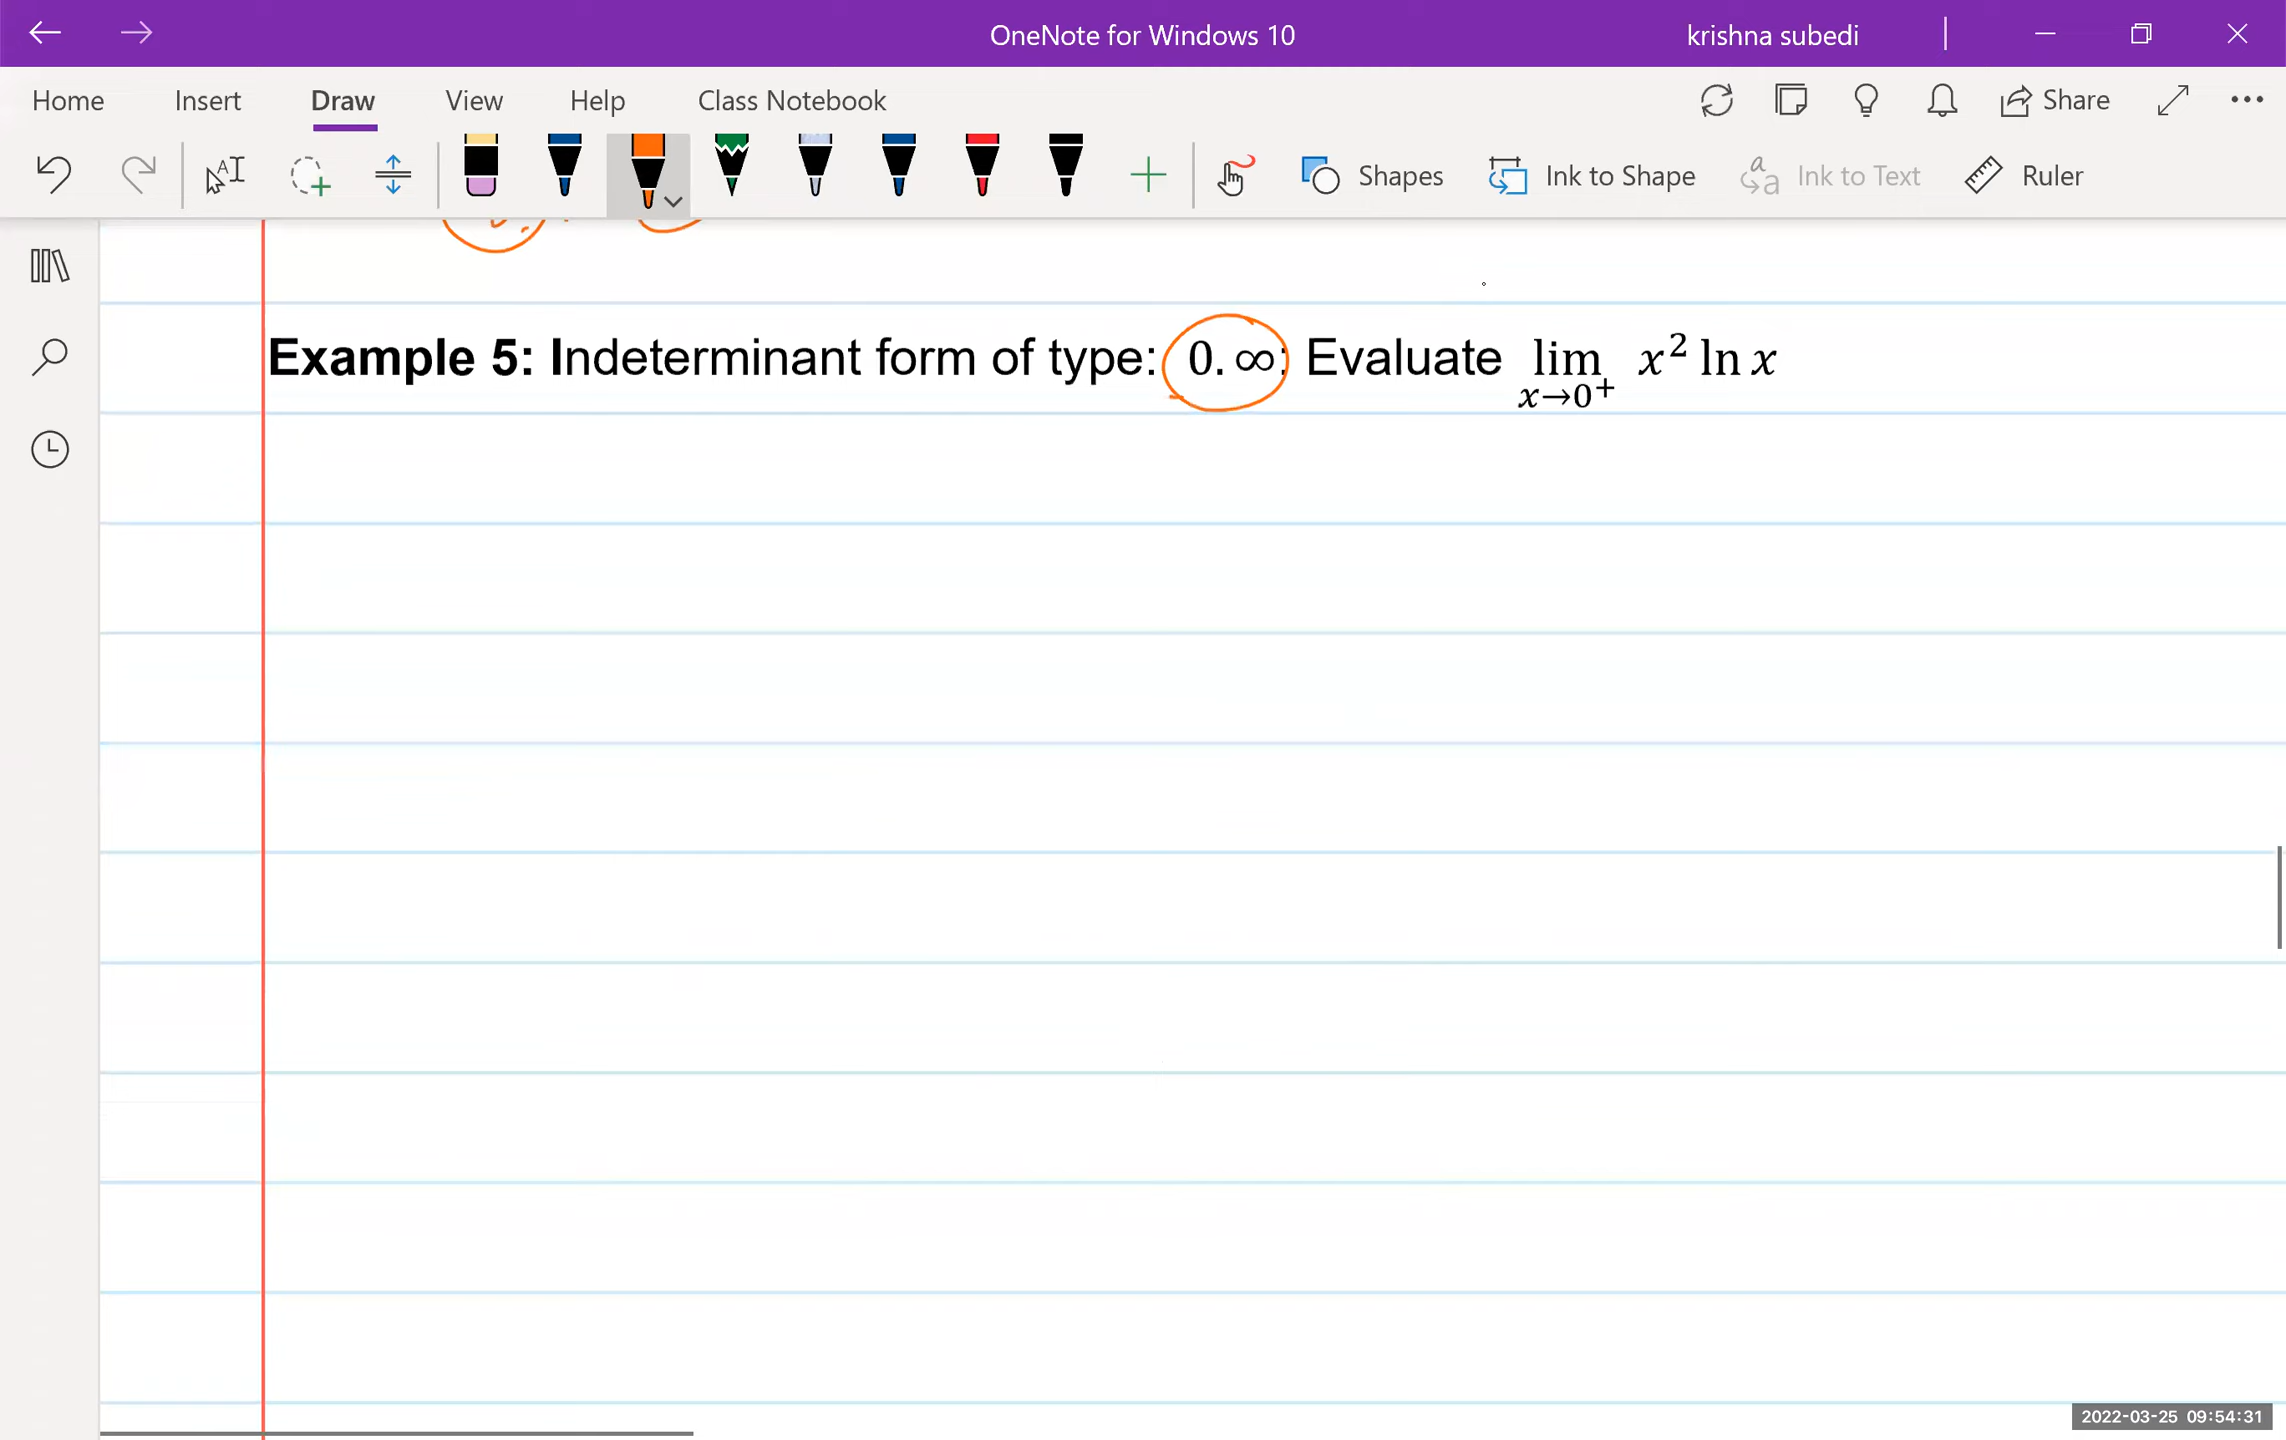 OneNote for Windows 10 krishna subedi
Home Insert Draw View Help Class Notebook Share
Shapes Ink to Shape Ink to Text Ruler
Example 5: Indeterminant form of type: 0. ∞: Evaluate lim x→0⁺ x² ln x
2022-03-25 09:54:31